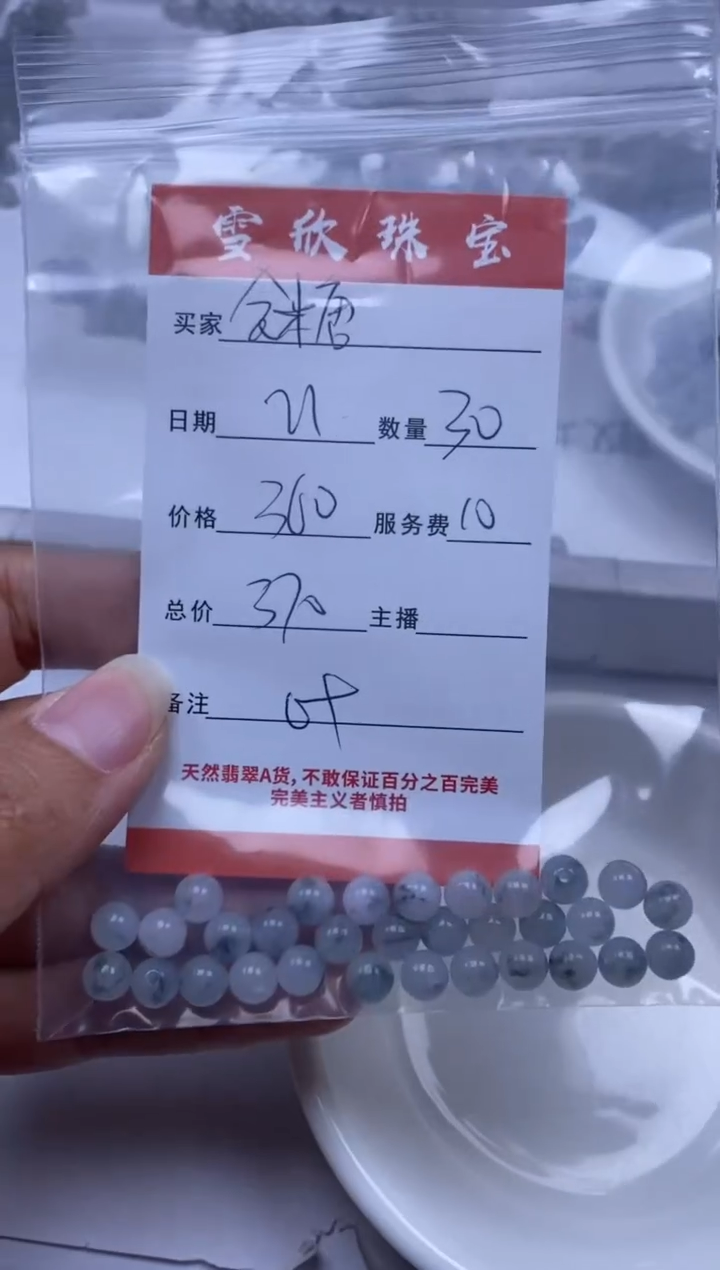 雪欣珠宝
买家
日期 21 数量 30
价格 360 服务费 10
总价 370 主播
备注
天然翡翠A货，不敢保证百分之百完美
完美主义者慎拍